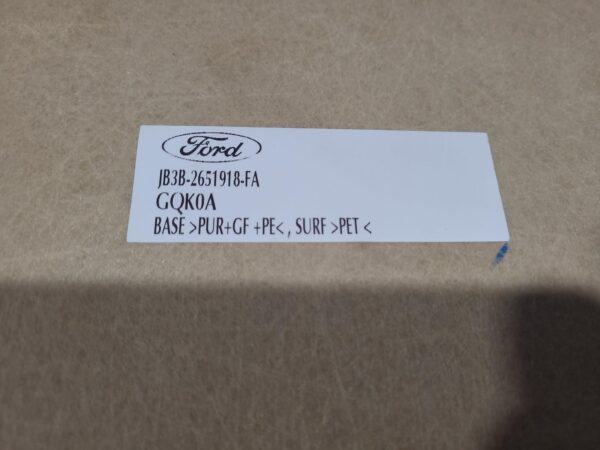 Ford
JB3B-2651918-FA
GQK0A
BASE >PUR+GF +PE< , SURF >PET <